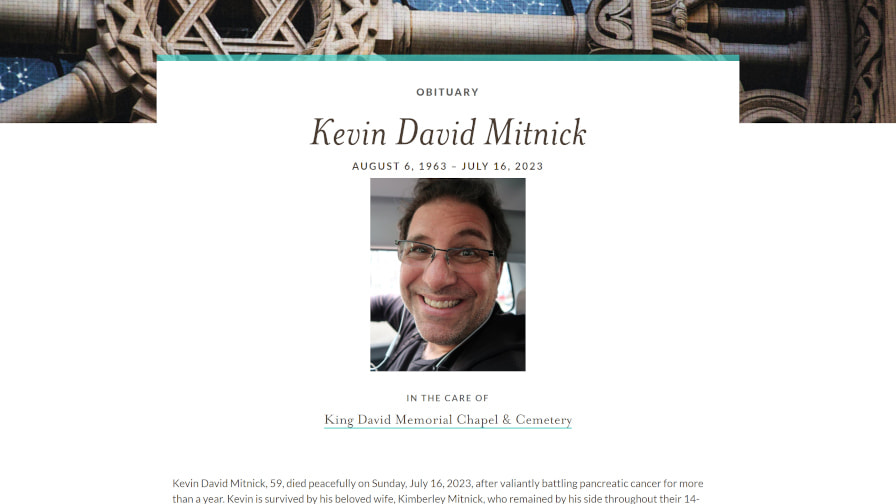 OBITUARY
Kevin David Mitnick
AUGUST 6, 1963 – JULY 16, 2023
IN THE CARE OF
King David Memorial Chapel & Cemetery
Kevin David Mitnick, 59, died peacefully on Sunday, July 16, 2023, after valiantly battling pancreatic cancer for more
than a year. Kevin is survived by his beloved wife, Kimberley Mitnick, who remained by his side throughout their 14-